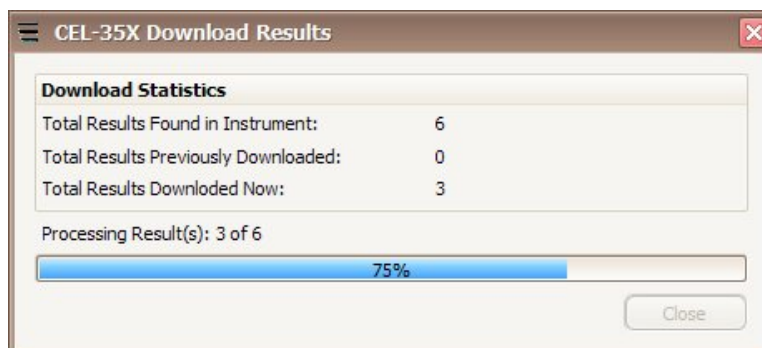 CEL-35X Download Results
Download Statistics
Total Results Found in Instrument: 6
Total Results Previously Downloaded: 0
Total Results Downloded Now: 3
Processing Result(s): 3 of 6
75%
Close